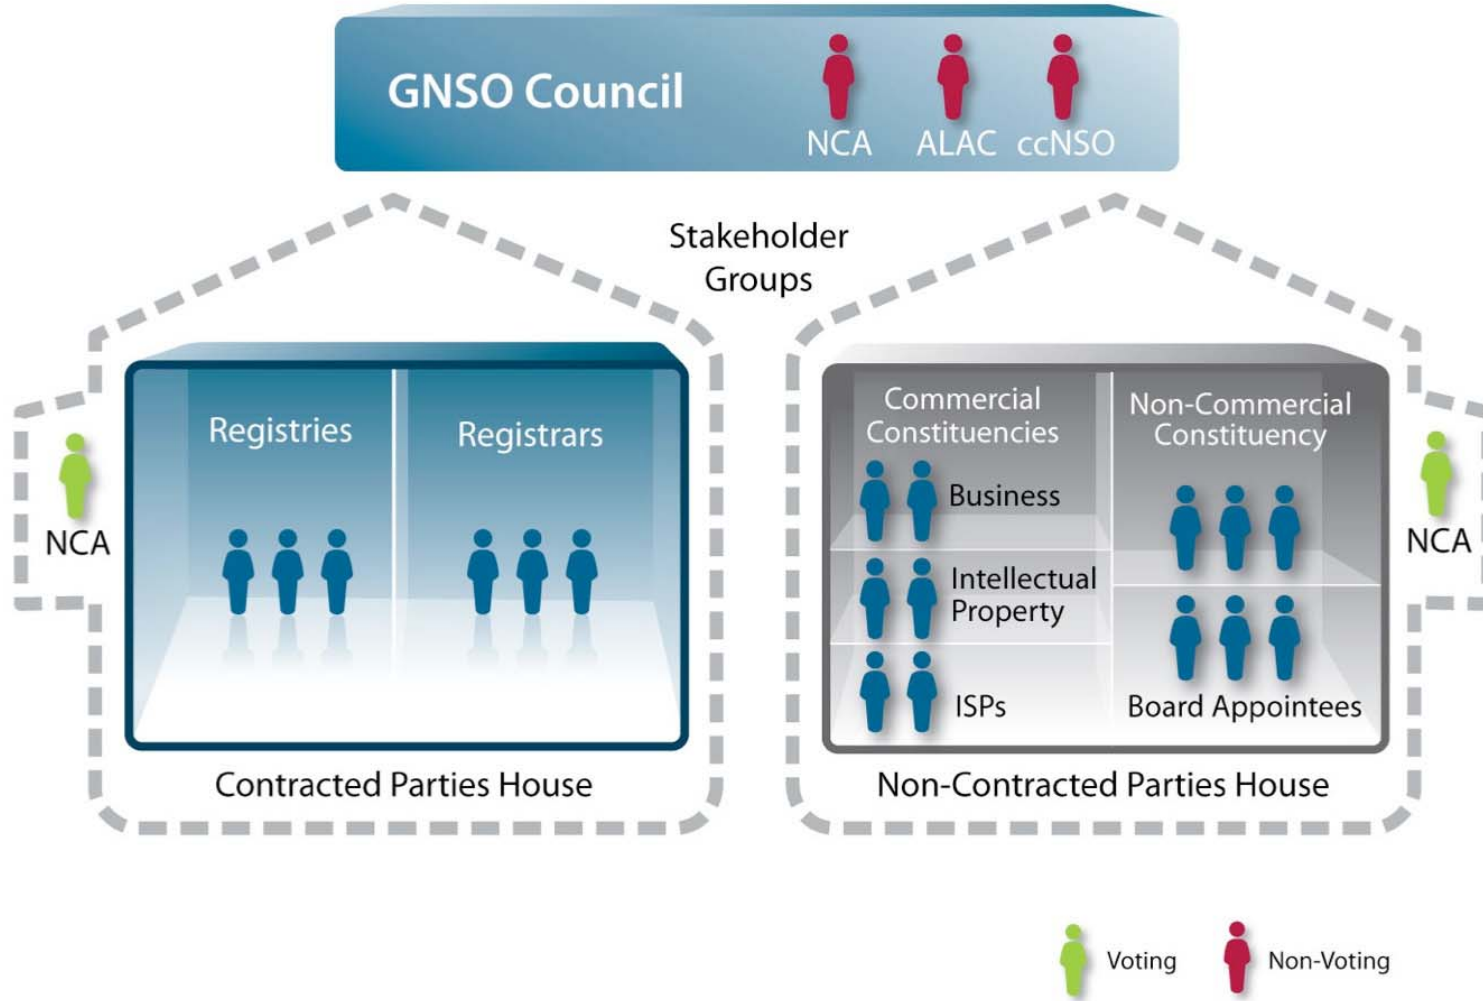 GNSO Council
NCA
ALAC
ccNSO
Stakeholder
Groups
Registries
Registrars
NCA
Contracted Parties House
Commercial
Constituencies
Business
Intellectual
Property
ISPs
Non-Commercial
Constituency
Board Appointees
NCA
Non-Contracted Parties House
Voting
Non-Voting